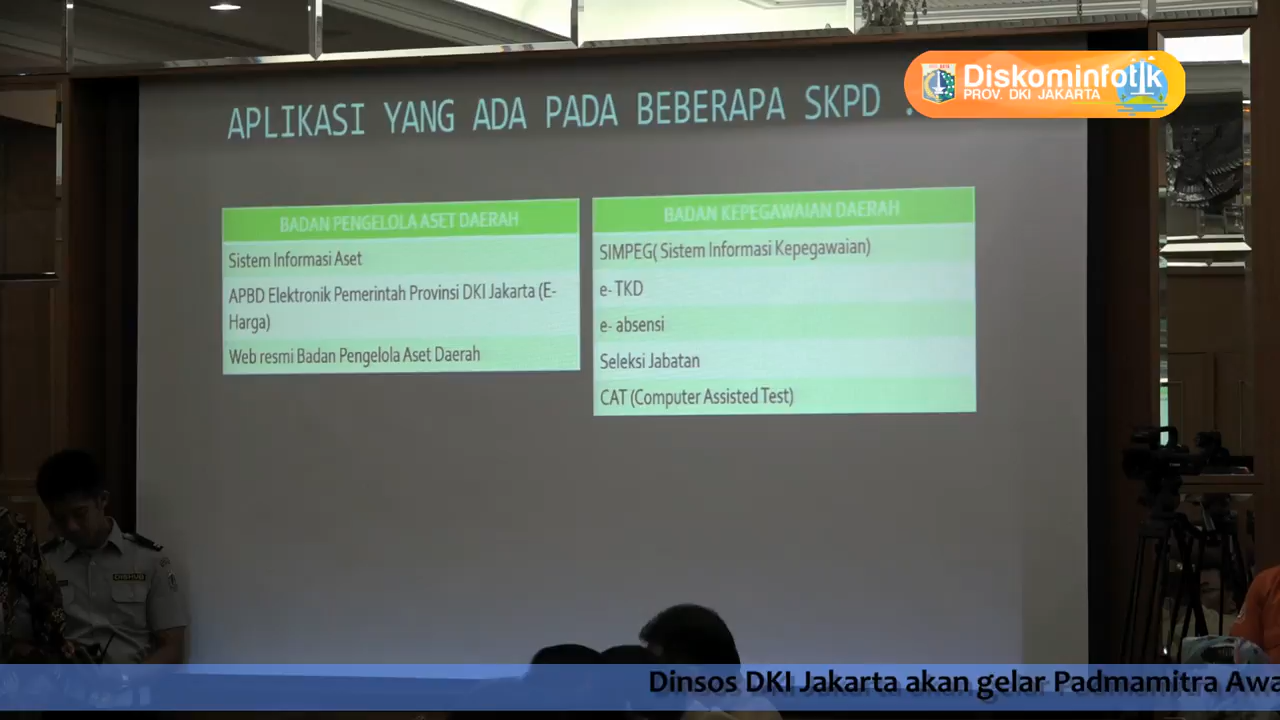 Diskominfotik
PROV. DKI JAKARTA
APLIKASI YANG ADA PADA BEBERAPA SKPD
BADAN PENGELOLA ASET DAERAH
Sistem Informasi Aset
APBD Elektronik Pemerintah Provinsi DKI Jakarta (E-
Harga)
Web resmi Badan Pengelola Aset Daerah
BADAN KEPEGAWAIAN DAERAH
SIMPEG( Sistem Informasi Kepegawaian)
e- TKD
e- absensi
Seleksi Jabatan
CAT (Computer Assisted Test)
Dinsos DKI Jakarta akan gelar Padmamitra Awa